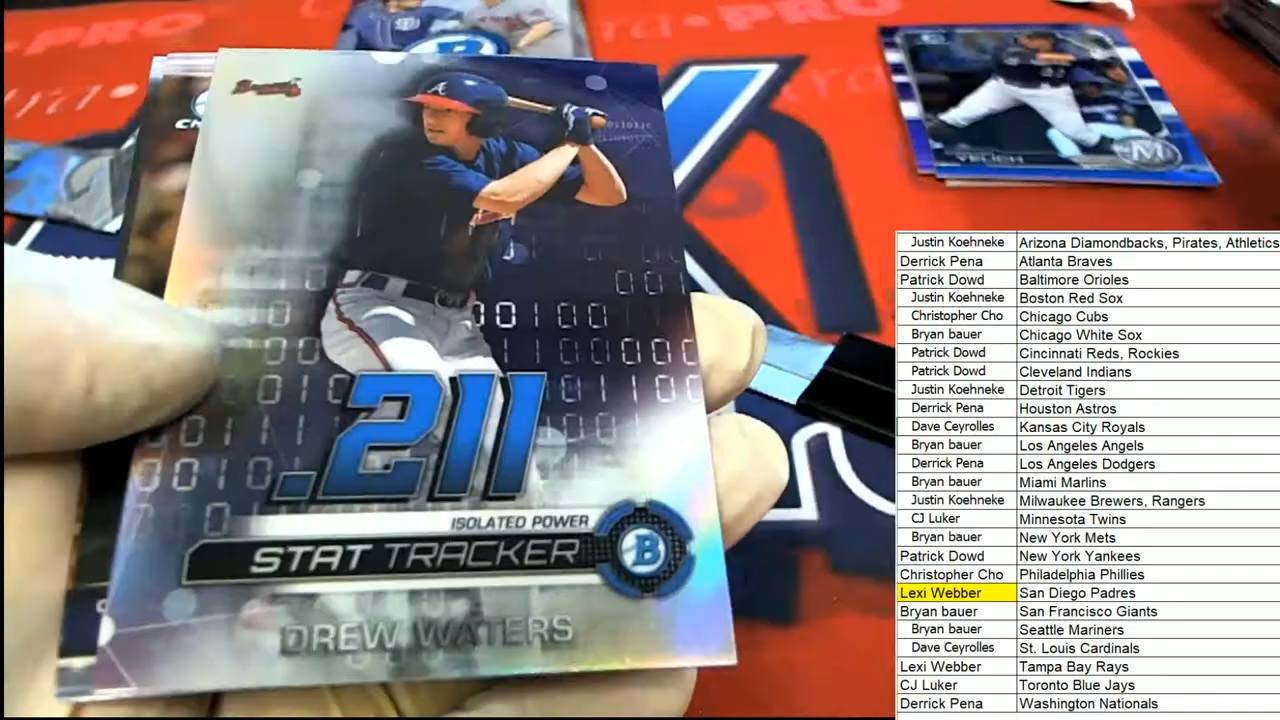 PRO
PRO
Braves
A
.211
ISOLATED POWER
STAT TRACKER
B
DREW WATERS
YELICH
M
Justin Koehneke Arizona Diamondbacks, Pirates, Athletics
Derrick Pena Atlanta Braves
Patrick Dowd Baltimore Orioles
Justin Koehneke Boston Red Sox
Christopher Cho Chicago Cubs
Bryan bauer Chicago White Sox
Patrick Dowd Cincinnati Reds, Rockies
Patrick Dowd Cleveland Indians
Justin Koehneke Detroit Tigers
Derrick Pena Houston Astros
Dave Ceyrolles Kansas City Royals
Bryan bauer Los Angeles Angels
Derrick Pena Los Angeles Dodgers
Bryan bauer Miami Marlins
Justin Koehneke Milwaukee Brewers, Rangers
CJ Luker Minnesota Twins
Bryan bauer New York Mets
Patrick Dowd New York Yankees
Christopher Cho Philadelphia Phillies
Lexi Webber San Diego Padres
Bryan bauer San Francisco Giants
Bryan bauer Seattle Mariners
Dave Ceyrolles St. Louis Cardinals
Lexi Webber Tampa Bay Rays
CJ Luker Toronto Blue Jays
Derrick Pena Washington Nationals